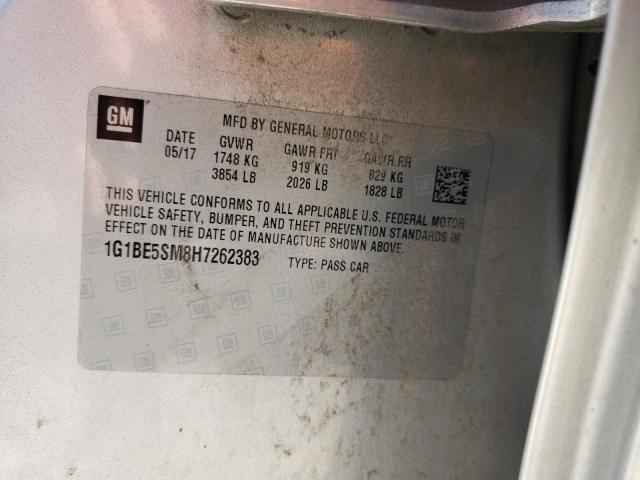 GM
MFD BY GENERAL MOTORS LLC
DATE GVWR GAWR FRT GAWR RR
05/17 1748 KG 919 KG 829 KG
3854 LB 2026 LB 1828 LB
THIS VEHICLE CONFORMS TO ALL APPLICABLE U.S. FEDERAL MOTOR
VEHICLE SAFETY, BUMPER, AND THEFT PREVENTION STANDARDS IN
EFFECT ON THE DATE OF MANUFACTURE SHOWN ABOVE.
1G1BE5SM8H7262383 TYPE: PASS CAR